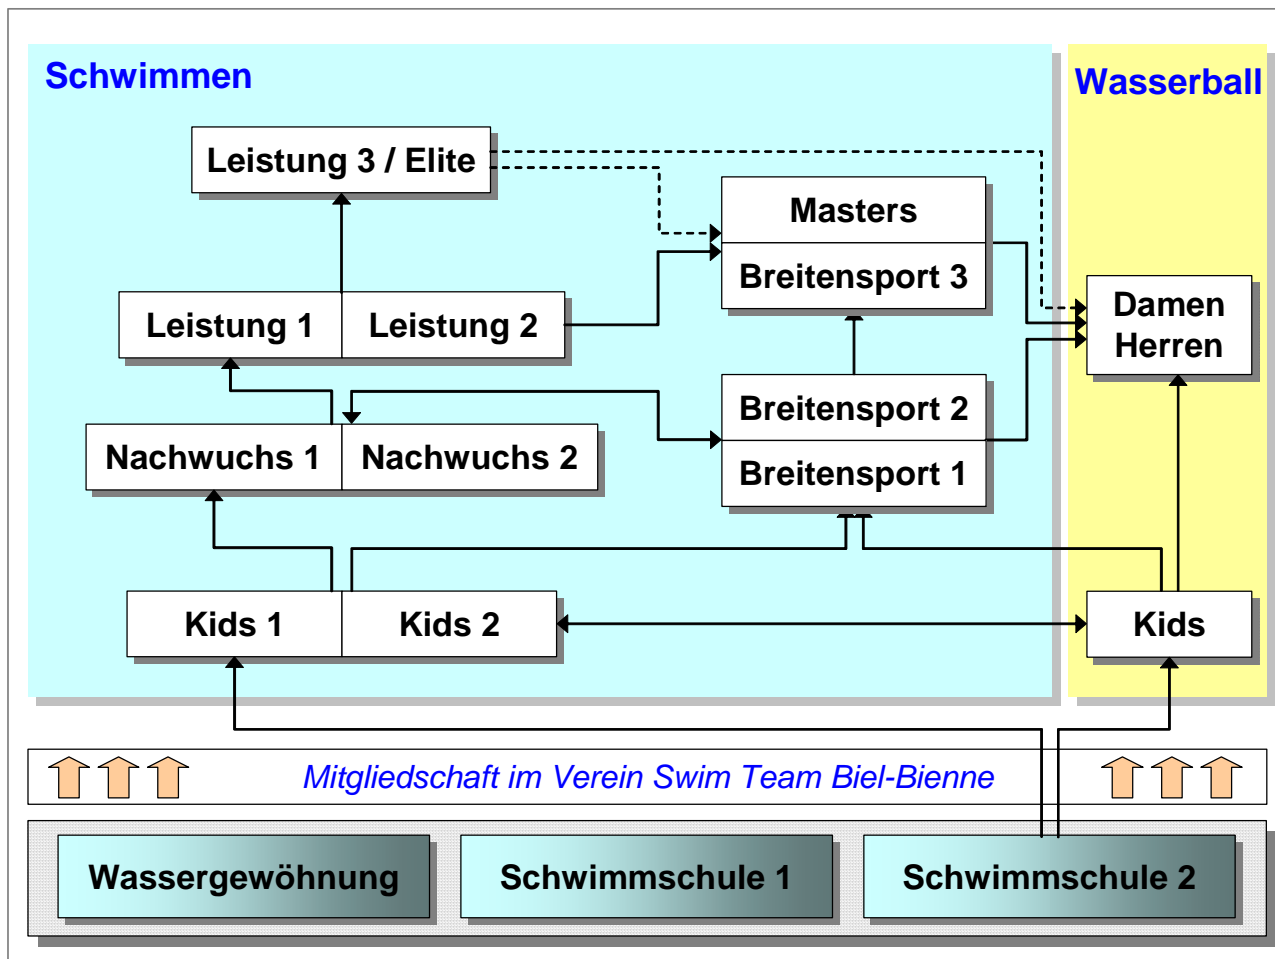 Schwimmen
Wasserball
Leistung 3 / Elite
Masters
Breitensport 3
Leistung 1
Leistung 2
Damen
Herren
Breitensport 2
Nachwuchs 1
Nachwuchs 2
Breitensport 1
Kids 1
Kids 2
Kids
Mitgliedschaft im Verein Swim Team Biel-Bienne
Wassergewöhnung
Schwimmschule 1
Schwimmschule 2